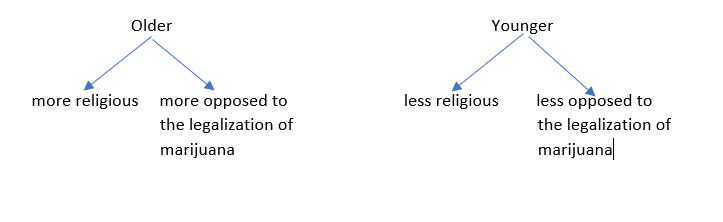 Older
Younger
more religious
more opposed to
the legalization of
marijuana
less religious
less opposed to
the legalization of
marijuana